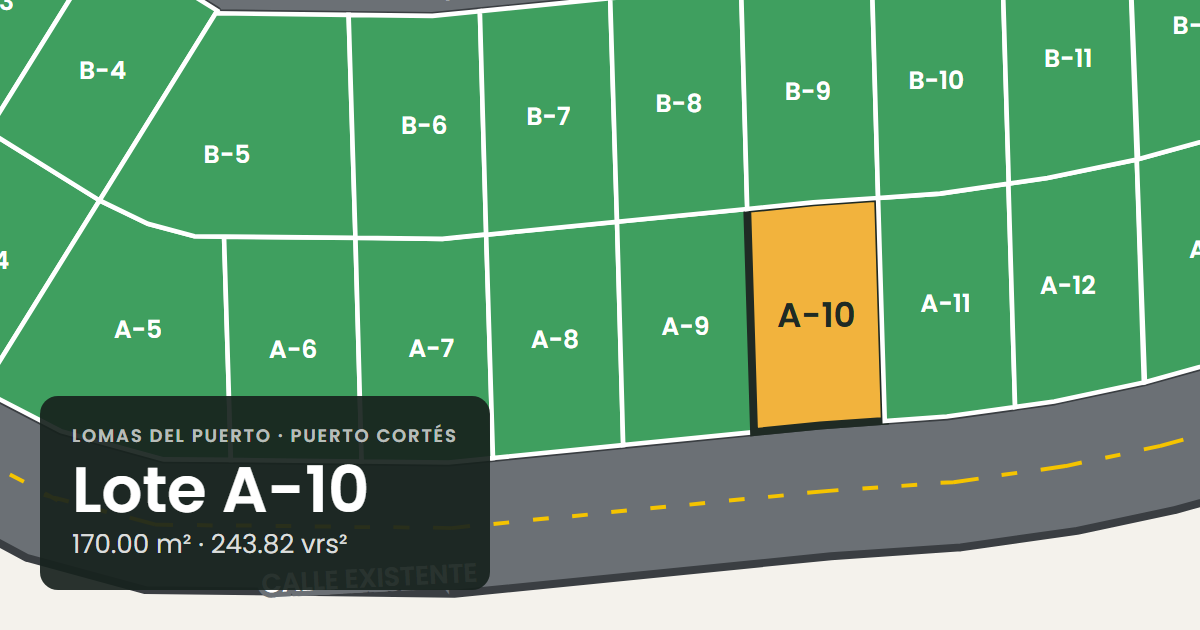 B-4
B-5
B-6
B-7
B-8
B-9
B-10
B-11
B-
A-5
A-6
A-7
A-8
A-9
A-10
A-11
A-12
LOMAS DEL PUERTO · PUERTO CORTÉS
Lote A-10
170.00 m² · 243.82 vrs²
CALLE EXISTENTE